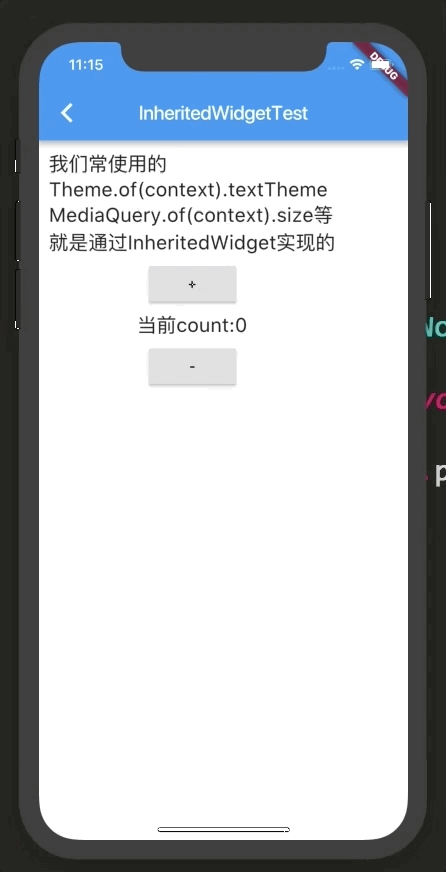 11:15
DEBUG
InheritedWidgetTest
我们常使用的
Theme.of(context).textTheme
MediaQuery.of(context).size等
就是通过InheritedWidget实现的
+
当前count:0
-